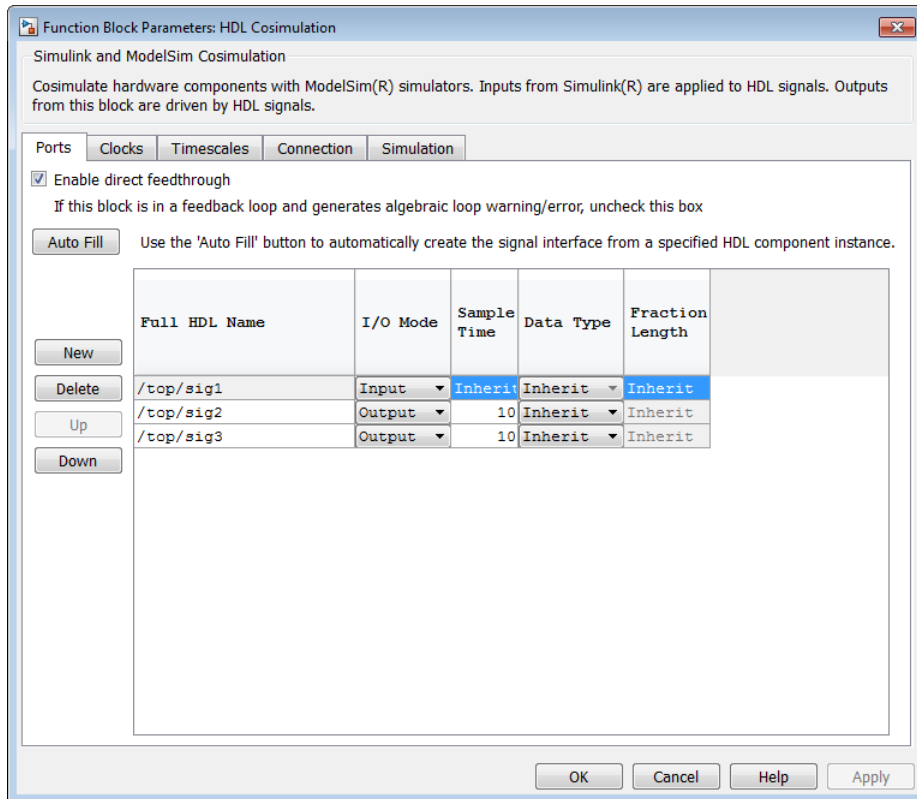 Function Block Parameters: HDL Cosimulation
Simulink and ModelSim Cosimulation
Cosimulate hardware components with ModelSim(R) simulators. Inputs from Simulink(R) are applied to HDL signals. Outputs
from this block are driven by HDL signals.
Ports Clocks Timescales Connection Simulation
Enable direct feedthrough
If this block is in a feedback loop and generates algebraic loop warning/error, uncheck this box
Auto Fill Use the 'Auto Fill' button to automatically create the signal interface from a specified HDL component instance.
Full HDL Name I/O Mode Sample Time Data Type Fraction Length
New
Delete /top/sig1 Input Inherit Inherit Inherit
/top/sig2 Output 10 Inherit Inherit
Up
/top/sig3 Output 10 Inherit Inherit
Down
OK Cancel Help Apply